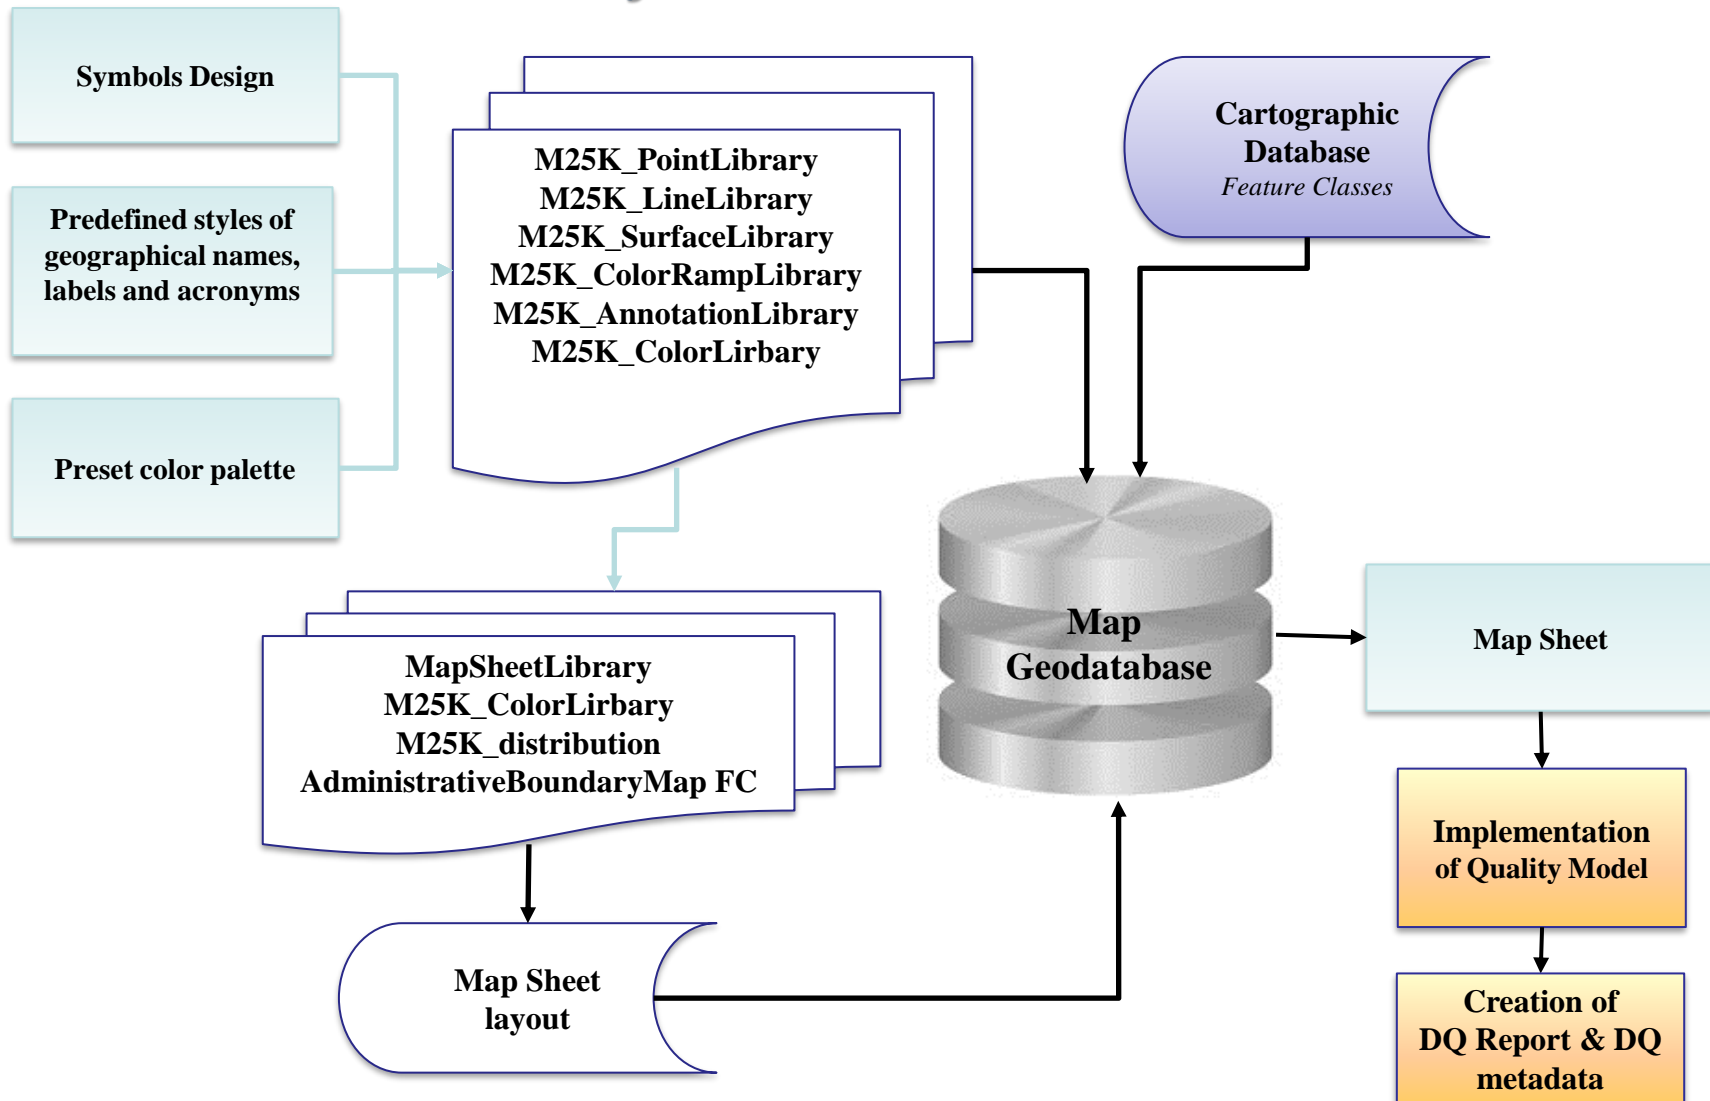 Symbols Design
Predefined styles of
geographical names,
labels and acronyms
Preset color palette
M25K_PointLibrary
M25K_LineLibrary
M25K_SurfaceLibrary
M25K_ColorRampLibrary
M25K_AnnotationLibrary
M25K_ColorLirbary
Cartographic
Database
Feature Classes
MapSheetLibrary
M25K_ColorLirbary
M25K_distribution
AdministrativeBoundaryMap FC
Map Sheet
layout
Map
Geodatabase
Map Sheet
Implementation
of Quality Model
Creation of
DQ Report & DQ
metadata